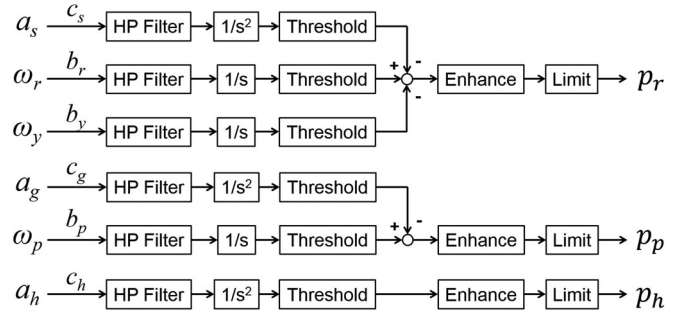 a_s c_s HP Filter 1/s² Threshold
-
ω_r b_r HP Filter 1/s Threshold + Enhance Limit p_r
-
ω_y b_y HP Filter 1/s Threshold
a_g c_g HP Filter 1/s² Threshold
+ -
ω_p b_p HP Filter 1/s Threshold Enhance Limit p_p
a_h c_h HP Filter 1/s² Threshold Enhance Limit p_h